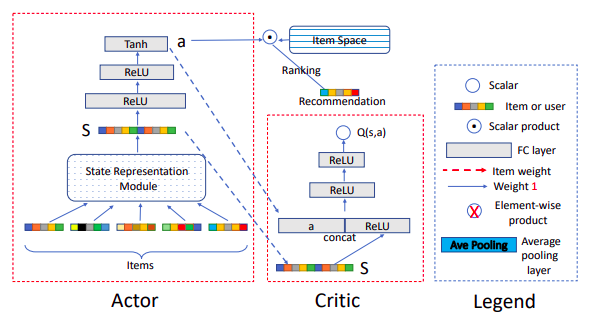 Tanh
a
ReLU
ReLU
S
State Representation
Module
Items
Actor
Item Space
Ranking
Recommendation
Q(s,a)
ReLU
ReLU
a
ReLU
concat
S
Critic
Scalar
Item or user
Scalar product
FC layer
Item weight
Weight 1
X
Element-wise
product
Ave Pooling
Average
pooling
layer
Legend